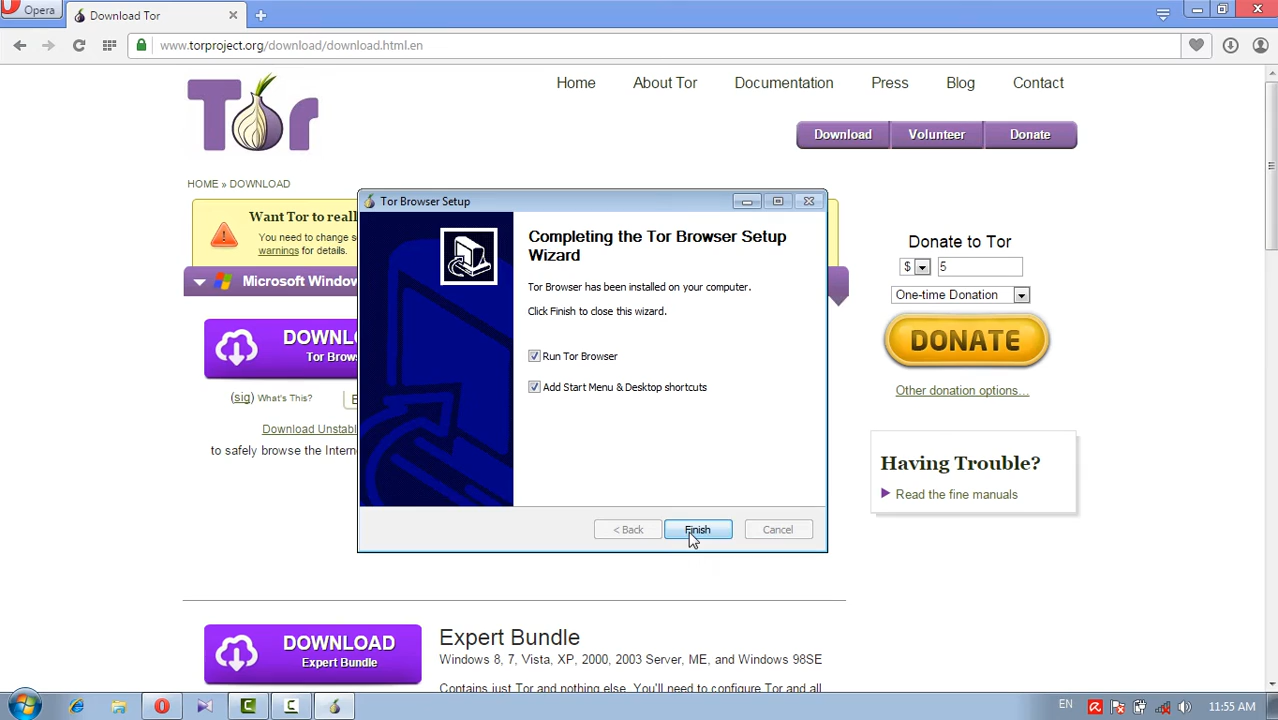 Opera
Download Tor
www.torproject.org/download/download.html.en
Tor
Home
About Tor
Documentation
Press
Blog
Contact
Download
Volunteer
Donate
HOME » DOWNLOAD
Want Tor to reall
You need to change s
warnings for details.
Microsoft Window
DOWNL
Tor Brow
(sig) What's This?
E
Download Unstabl
to safely browse the Interne
Tor Browser Setup
Completing the Tor Browser Setup
Wizard
Tor Browser has been installed on your computer.
Click Finish to close this wizard.
Run Tor Browser
Add Start Menu & Desktop shortcuts
< Back
Finish
Cancel
Donate to Tor
$
5
One-time Donation
DONATE
Other donation options…
Having Trouble?
Read the fine manuals
DOWNLOAD
Expert Bundle
Expert Bundle
Windows 8, 7, Vista, XP, 2000, 2003 Server, ME, and Windows 98SE
Contains just Tor and nothing else. You'll need to configure Tor and all
EN
11:55 AM